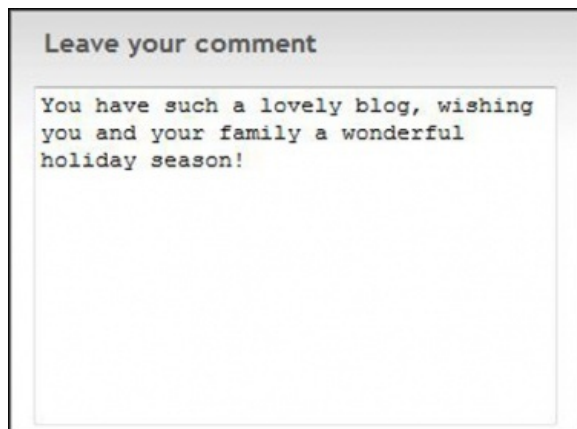 Leave your comment
You have such a lovely blog, wishing
you and your family a wonderful
holiday season!